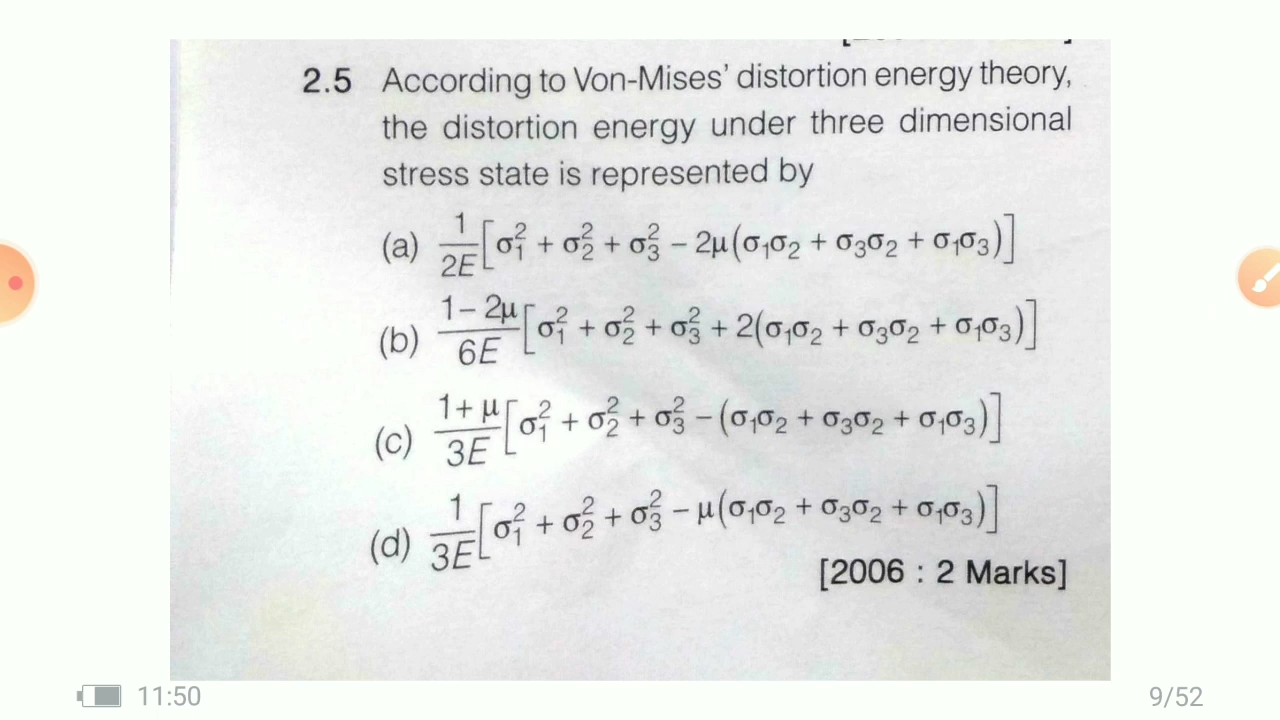 2.5 According to Von-Mises' distortion energy theory,
the distortion energy under three dimensional
stress state is represented by
(a) 1/2E [σ₁² + σ₂² + σ₃² – 2μ(σ₁σ₂ + σ₃σ₂ + σ₁σ₃)]
(b) 1– 2μ/6E [σ₁² + σ₂² + σ₃² + 2(σ₁σ₂ + σ₃σ₂ + σ₁σ₃)]
(c) 1+ μ/3E [σ₁² + σ₂² + σ₃² – (σ₁σ₂ + σ₃σ₂ + σ₁σ₃)]
(d) 1/3E [σ₁² + σ₂² + σ₃² – μ(σ₁σ₂ + σ₃σ₂ + σ₁σ₃)]
[2006 : 2 Marks]
11:50
9/52